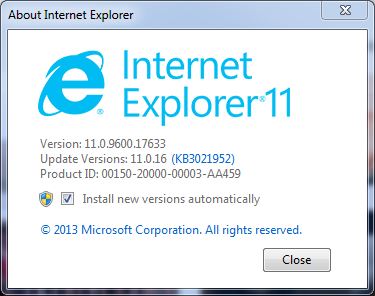 About Internet Explorer
Internet
Explorer®11
Version: 11.0.9600.17633
Update Versions: 11.0.16 (KB3021952)
Product ID: 00150-20000-00003-AA459
Install new versions automatically
© 2013 Microsoft Corporation. All rights reserved.
Close